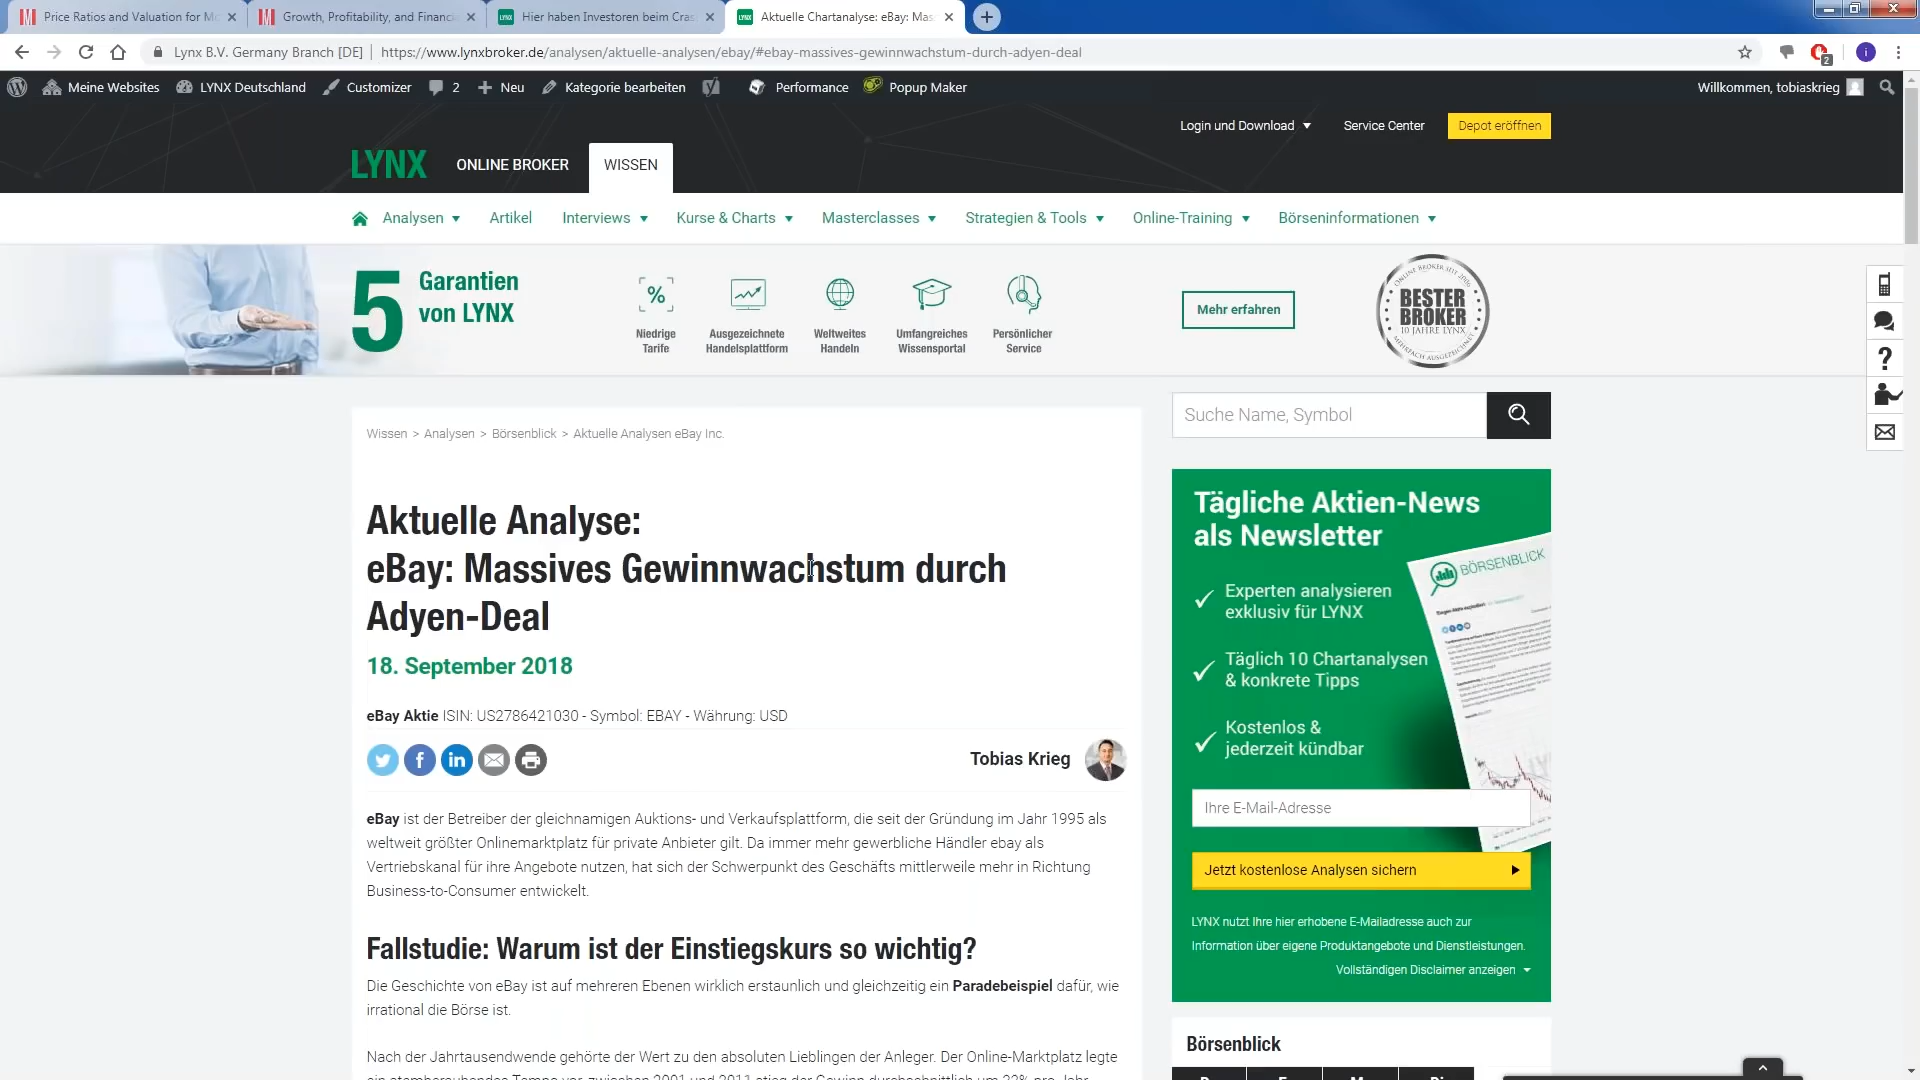 Price Ratios and Valuation for Mo
Growth, Profitability, and Financi
Hier haben Investoren beim Cras
Aktuelle Chartanalyse: eBay: Mas
Lynx B.V. Germany Branch [DE] | https://www.lynxbroker.de/analysen/aktuelle-analysen/ebay/#ebay-massives-gewinnwachstum-durch-adyen-deal
2
Meine Websites LYNX Deutschland Customizer 2 Neu Kategorie bearbeiten Performance Popup Maker Willkommen, tobiaskrieg
Login und Download Service Center Depot eröffnen
LYNX ONLINE BROKER WISSEN
Analysen Artikel Interviews Kurse & Charts Masterclasses Strategien & Tools Online-Training Börseninformationen
5 Garantien
von LYNX
Niedrige
Tarife
Ausgezeichnete
Handelsplattform
Weltweites
Handeln
Umfangreiches
Wissensportal
Persönlicher
Service
Mehr erfahren
ONLINE BROKER SEIT 2006
BESTER
BROKER
10 JAHRE LYNX
MEHRFACH AUSGEZEICHNET
Wissen > Analysen > Börsenblick > Aktuelle Analysen eBay Inc.
Aktuelle Analyse:
eBay: Massives Gewinnwachstum durch
Adyen-Deal
18. September 2018
eBay Aktie ISIN: US2786421030 - Symbol: EBAY - Währung: USD
Tobias Krieg
eBay ist der Betreiber der gleichnamigen Auktions- und Verkaufsplattform, die seit der Gründung im Jahr 1995 als
weltweit größter Onlinemarktplatz für private Anbieter gilt. Da immer mehr gewerbliche Händler ebay als
Vertriebskanal für ihre Angebote nutzen, hat sich der Schwerpunkt des Geschäfts mittlerweile mehr in Richtung
Business-to-Consumer entwickelt.
Fallstudie: Warum ist der Einstiegskurs so wichtig?
Die Geschichte von eBay ist auf mehreren Ebenen wirklich erstaunlich und gleichzeitig ein Paradebeispiel dafür, wie
irrational die Börse ist.
Nach der Jahrtausendwende gehörte der Wert zu den absoluten Lieblingen der Anleger. Der Online-Marktplatz legte
Suche Name, Symbol
Tägliche Aktien-News
als Newsletter
BÖRSENBLICK
Experten analysieren
exklusiv für LYNX
Täglich 10 Chartanalysen
& konkrete Tipps
Kostenlos &
jederzeit kündbar
Ihre E-Mail-Adresse
Jetzt kostenlose Analysen sichern
LYNX nutzt Ihre hier erhobene E-Mailadresse auch zur
Information über eigene Produktangebote und Dienstleistungen.
Vollständigen Disclaimer anzeigen
Börsenblick